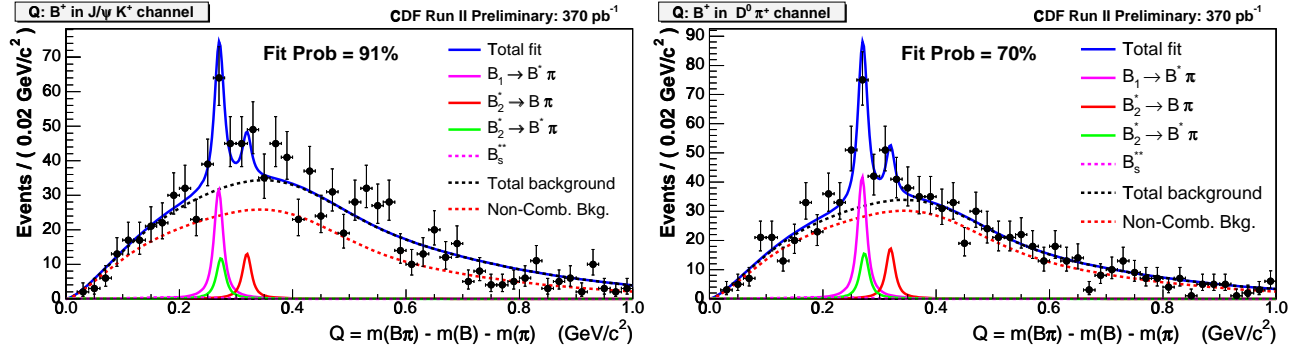 Q: B⁺ in J/ψ K⁺ channel
CDF Run II Preliminary: 370 pb⁻¹
Events / ( 0.02 GeV/c² )
70
60
50
40
30
20
10
0
Fit Prob = 91%
Total fit
B₁ → B* π
B₂* → B π
B₂* → B* π
Bₛ**
Total background
Non-Comb. Bkg.
0.0 0.2 0.4 0.6 0.8 1.0
Q = m(Bπ) - m(B) - m(π) (GeV/c²)
Q: B⁺ in D⁰ π⁺ channel
CDF Run II Preliminary: 370 pb⁻¹
Events / ( 0.02 GeV/c² )
90
80
70
60
50
40
30
20
10
0
Fit Prob = 70%
Total fit
B₁ → B* π
B₂* → B π
B₂* → B* π
Bₛ**
Total background
Non-Comb. Bkg.
0.0 0.2 0.4 0.6 0.8 1.0
Q = m(Bπ) - m(B) - m(π) (GeV/c²)